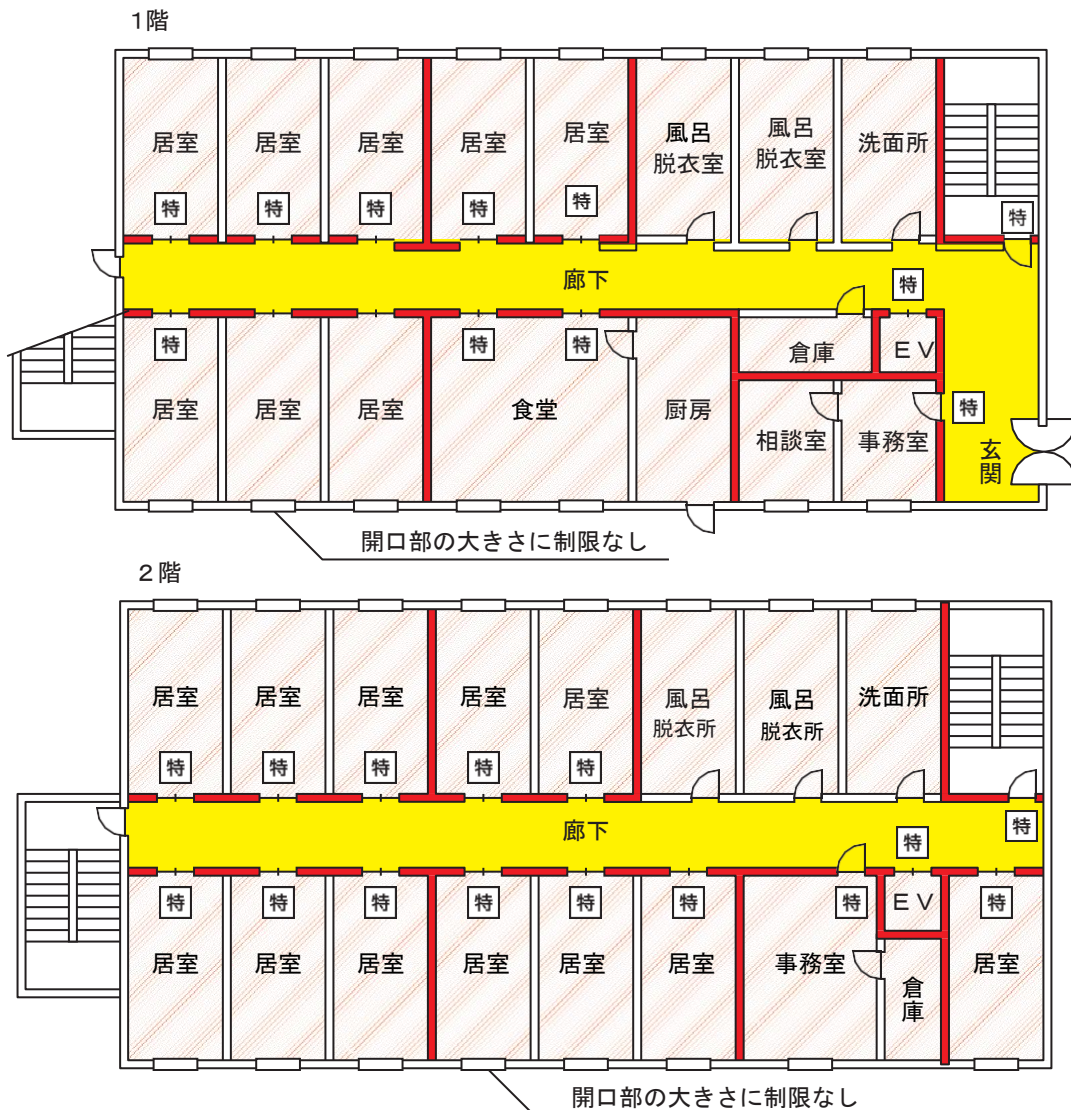 1階
居室 居室 居室 居室 居室 風呂 脱衣室 風呂 脱衣室 洗面所
特 特 特 特 特 特
廊下 特
特 特 特 倉庫 EV
居室 居室 居室 食堂 厨房 相談室 事務室 特
玄関
開口部の大きさに制限なし
2階
居室 居室 居室 居室 居室 風呂 脱衣所 風呂 脱衣所 洗面所
特 特 特 特 特
廊下 特 特
特 特 特 特 特 特 特 EV 特
居室 居室 居室 居室 居室 居室 事務室 倉庫 居室
開口部の大きさに制限なし